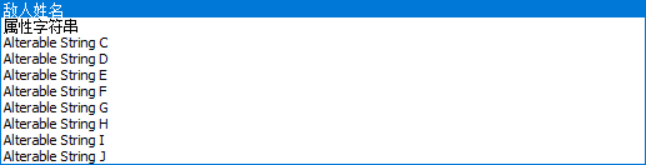 敌人姓名
属性字符串
Alterable String C
Alterable String D
Alterable String E
Alterable String F
Alterable String G
Alterable String H
Alterable String I
Alterable String J